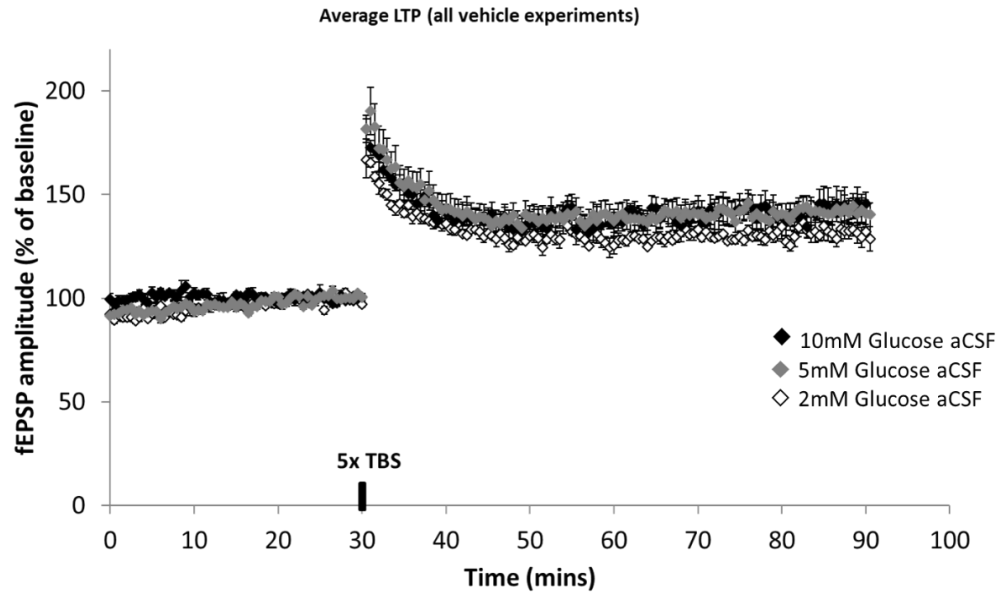 Average LTP (all vehicle experiments)
fEPSP amplitude (% of baseline)
200
150
100
50
0
10mM Glucose aCSF
5mM Glucose aCSF
2mM Glucose aCSF
5x TBS
0 10 20 30 40 50 60 70 80 90 100
Time (mins)